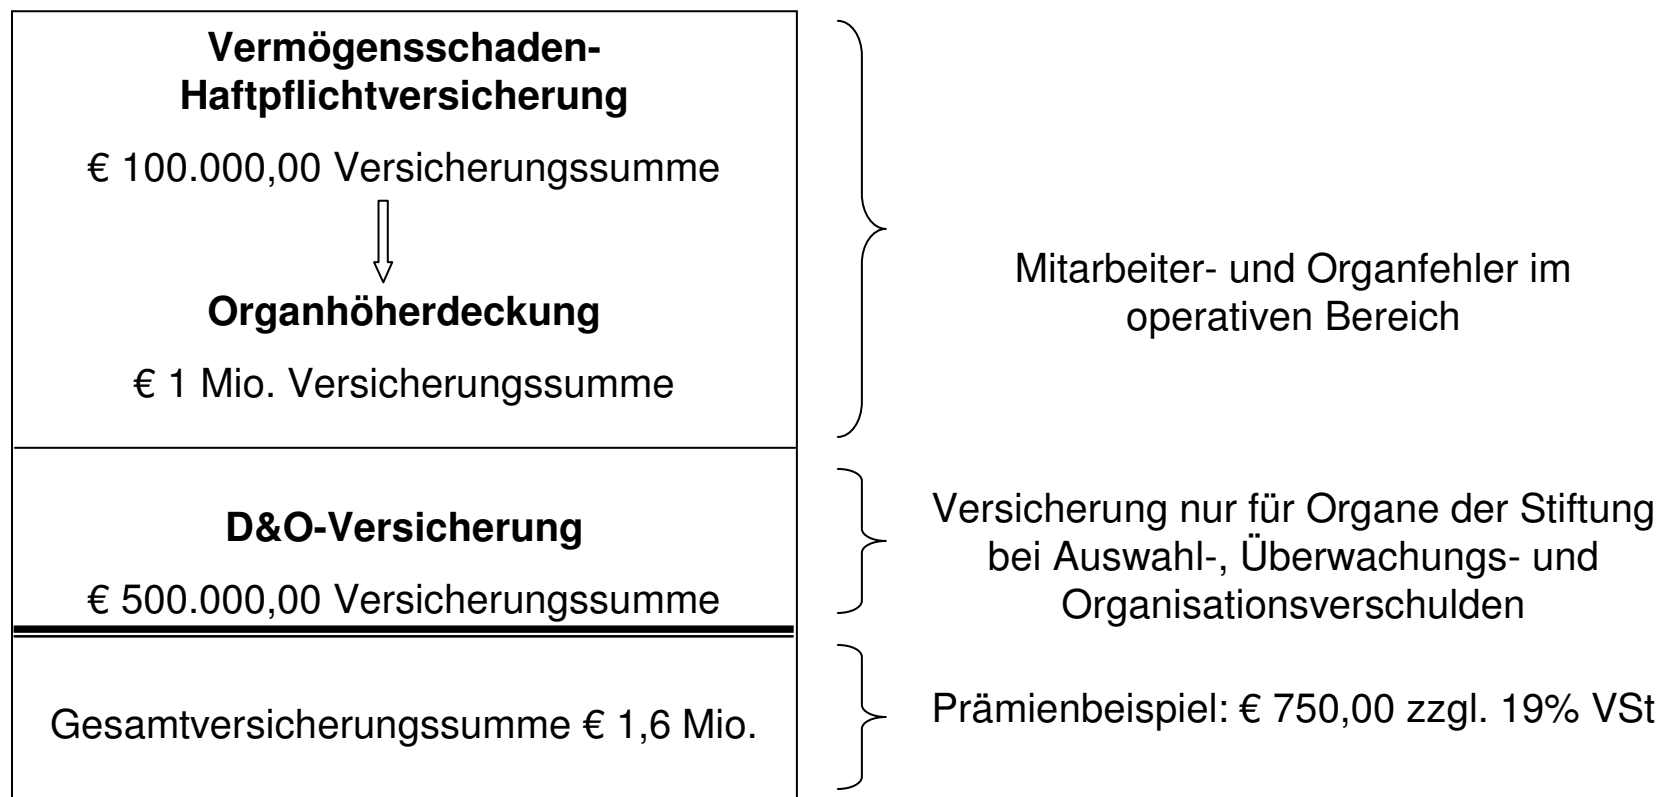 Vermögensschaden-
Haftpflichtversicherung
€ 100.000,00 Versicherungssumme
Organhöherdeckung
€ 1 Mio. Versicherungssumme
Mitarbeiter- und Organfehler im
operativen Bereich
D&O-Versicherung
€ 500.000,00 Versicherungssumme
Versicherung nur für Organe der Stiftung
bei Auswahl-, Überwachungs- und
Organisationsverschulden
Gesamtversicherungssumme € 1,6 Mio.
Prämienbeispiel: € 750,00 zzgl. 19% VSt